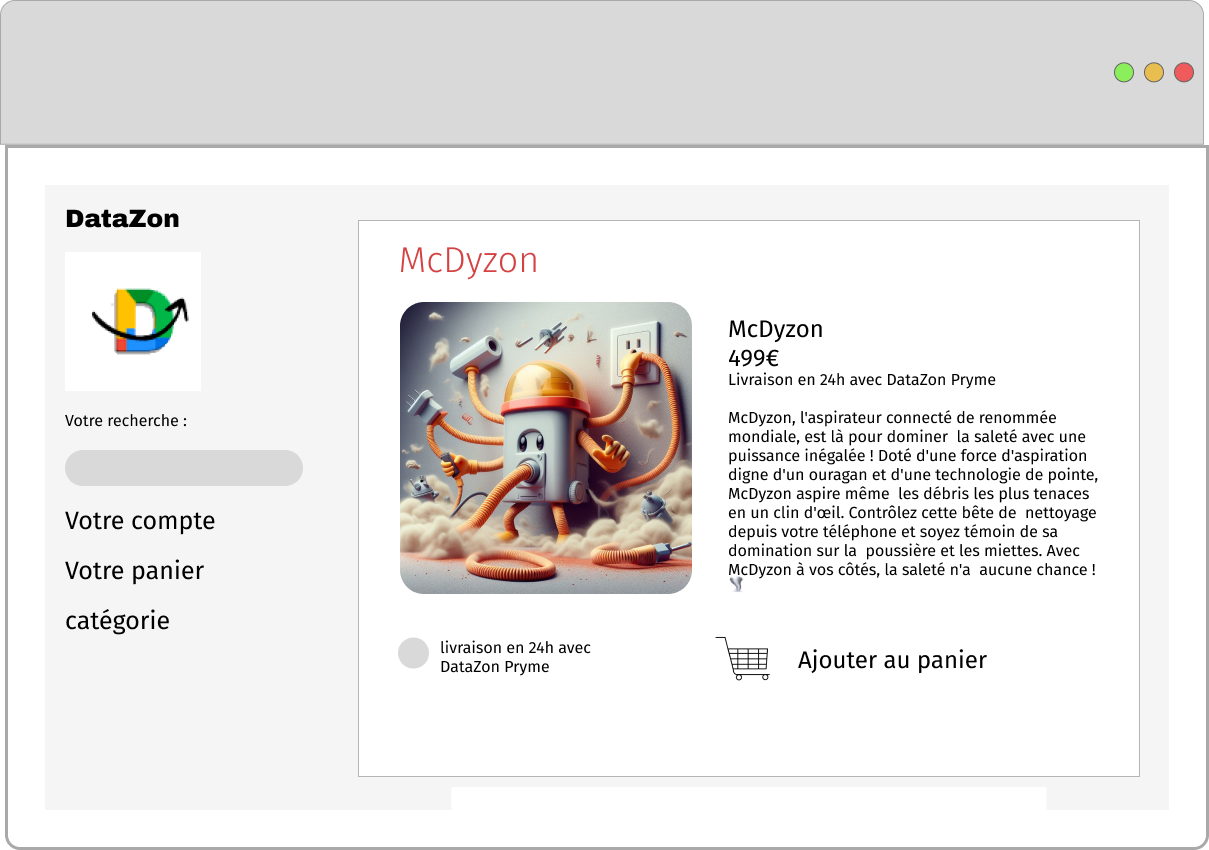 DataZon
Votre recherche :
Votre compte
Votre panier
catégorie
McDyzon
McDyzon
499€
Livraison en 24h avec DataZon Pryme
McDyzon, l'aspirateur connecté de renommée
mondiale, est là pour dominer  la saleté avec une
puissance inégalée ! Doté d'une force d'aspiration
digne d'un ouragan et d'une technologie de pointe,
McDyzon aspire même  les débris les plus tenaces
en un clin d'œil. Contrôlez cette bête de  nettoyage
depuis votre téléphone et soyez témoin de sa
domination sur la  poussière et les miettes. Avec
McDyzon à vos côtés, la saleté n'a  aucune chance !
livraison en 24h avec
DataZon Pryme
Ajouter au panier